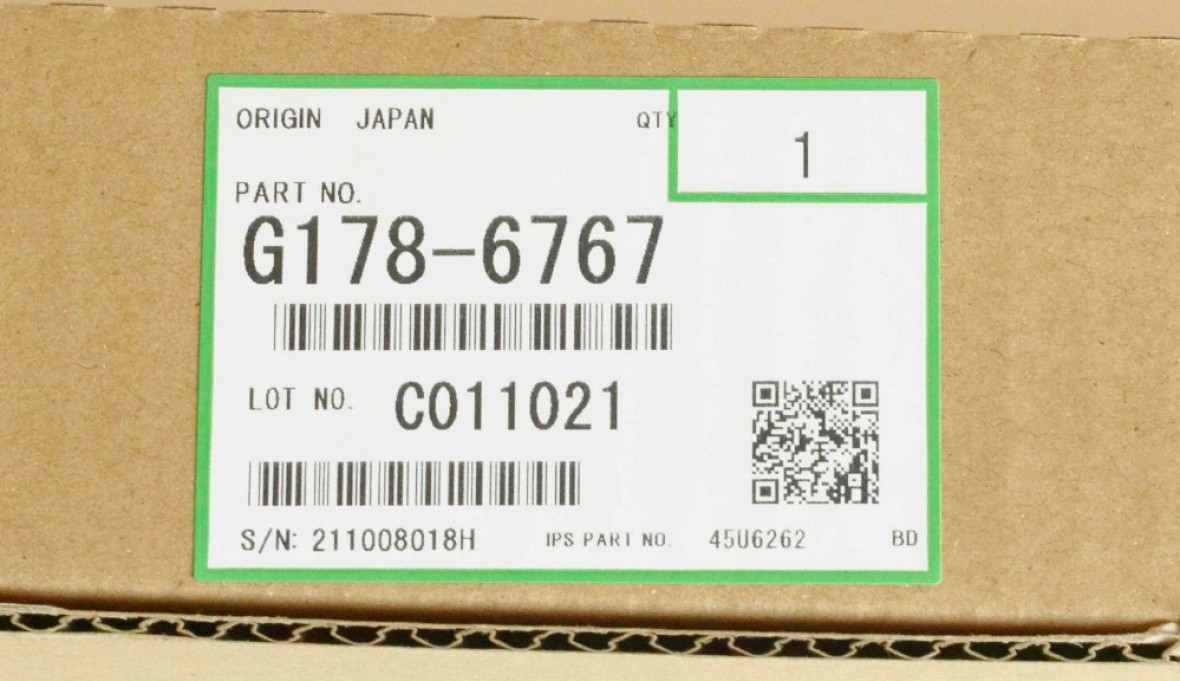 ORIGIN JAPAN QTY 1
PART NO.
G178-6767
LOT NO. C011021
S/N: 211008018H IPS PART NO. 45U6262 BD